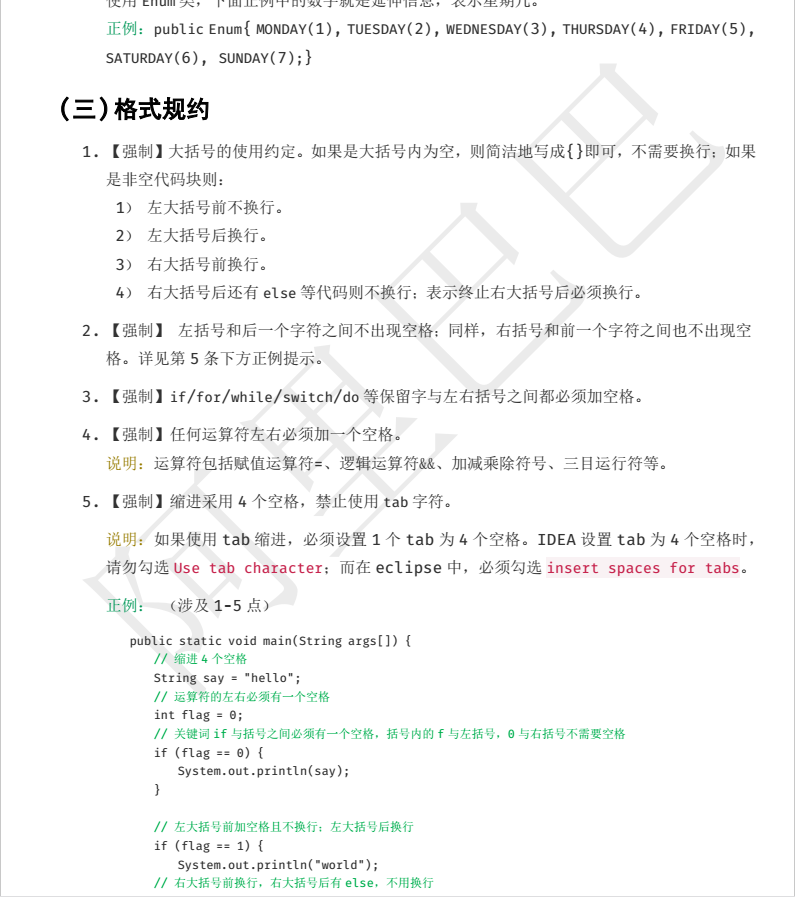 使用 Enum 类,下面正例中的数字就是延伸信息,表示星期几。
正例:public Enum{ MONDAY(1), TUESDAY(2), WEDNESDAY(3), THURSDAY(4), FRIDAY(5),
SATURDAY(6), SUNDAY(7);}
(三)格式规约
1. 【强制】大括号的使用约定。如果是大括号内为空,则简洁地写成{}即可,不需要换行;如果
是非空代码块则:
1) 左大括号前不换行。
2) 左大括号后换行。
3) 右大括号前换行。
4) 右大括号后还有 else 等代码则不换行;表示终止右大括号后必须换行。
2. 【强制】 左括号和后一个字符之间不出现空格;同样,右括号和前一个字符之间也不出现空
格。详见第 5 条下方正例提示。
3. 【强制】if/for/while/switch/do 等保留字与左右括号之间都必须加空格。
4. 【强制】任何运算符左右必须加一个空格。
说明:运算符包括赋值运算符=、逻辑运算符&&、加减乘除符号、三目运行符等。
5. 【强制】缩进采用 4 个空格,禁止使用 tab 字符。
说明:如果使用 tab 缩进,必须设置 1 个 tab 为 4 个空格。IDEA 设置 tab 为 4 个空格时,
请勿勾选 Use tab character;而在 eclipse 中,必须勾选 insert spaces for tabs。
正例: (涉及 1-5 点)
public static void main(String args[]) {
// 缩进 4 个空格
String say = "hello";
// 运算符的左右必须有一个空格
int flag = 0;
// 关键词 if 与括号之间必须有一个空格,括号内的 f 与左括号,0 与右括号不需要空格
if (flag == 0) {
System.out.println(say);
}
// 左大括号前加空格且不换行;左大括号后换行
if (flag == 1) {
System.out.println("world");
// 右大括号前换行,右大括号后有 else,不用换行
阿里巴巴